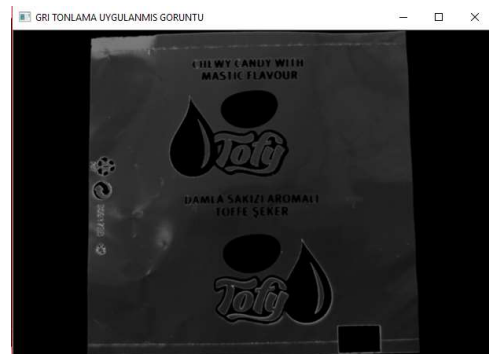 GRI TONLAMA UYGULANMIS GORUNTU
CHEWY CANDY WITH
MASTIC FLAVOUR
Tofy
DAMLA SAKIZI AROMALI
TOFFE ŞEKER
Tofy